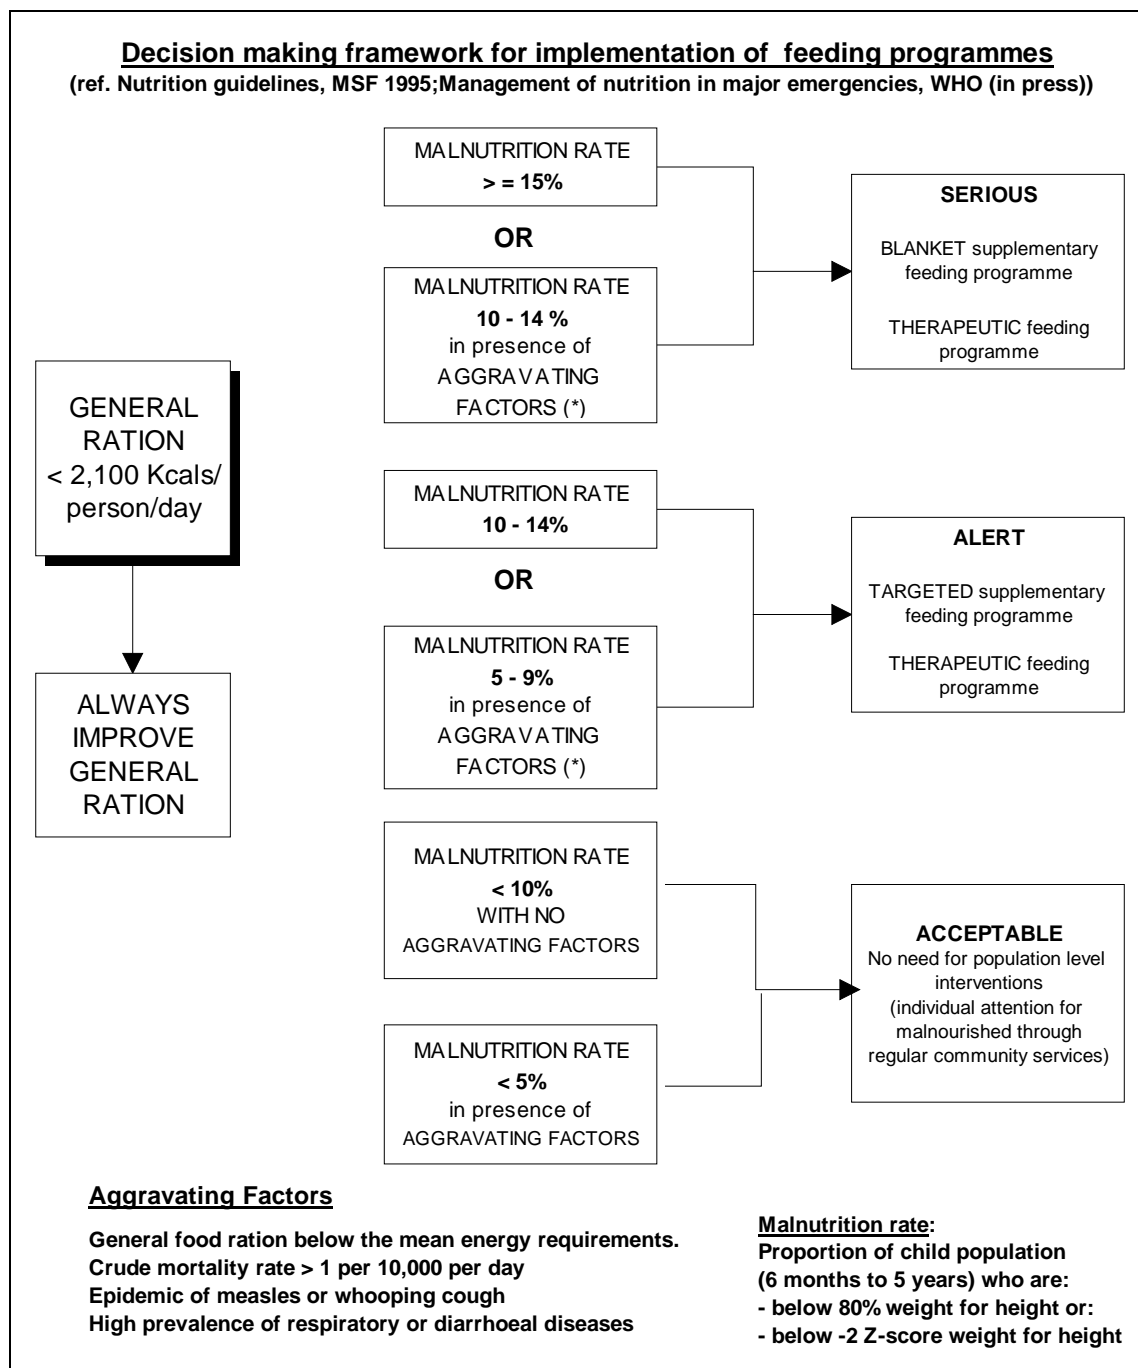 Decision making framework for implementation of feeding programmes
(ref. Nutrition guidelines, MSF 1995;Management of nutrition in major emergencies, WHO (in press))
MALNUTRITION RATE
> = 15%
OR
MALNUTRITION RATE
10 - 14 %
in presence of
AGGRAVATING
FACTORS (*)
SERIOUS
BLANKET supplementary
feeding programme
THERAPEUTIC feeding
programme
GENERAL
RATION
< 2,100 Kcals/
person/day
ALWAYS
IMPROVE
GENERAL
RATION
MALNUTRITION RATE
10 - 14%
OR
MALNUTRITION RATE
5 - 9%
in presence of
AGGRAVATING
FACTORS (*)
ALERT
TARGETED supplementary
feeding programme
THERAPEUTIC feeding
programme
MALNUTRITION RATE
< 10%
WITH NO
AGGRAVATING FACTORS
MALNUTRITION RATE
< 5%
in presence of
AGGRAVATING FACTORS
ACCEPTABLE
No need for population level
interventions
(individual attention for
malnourished through
regular community services)
Aggravating Factors
General food ration below the mean energy requirements.
Crude mortality rate > 1 per 10,000 per day
Epidemic of measles or whooping cough
High prevalence of respiratory or diarrhoeal diseases
Malnutrition rate:
Proportion of child population
(6 months to 5 years) who are:
- below 80% weight for height or:
- below -2 Z-score weight for height